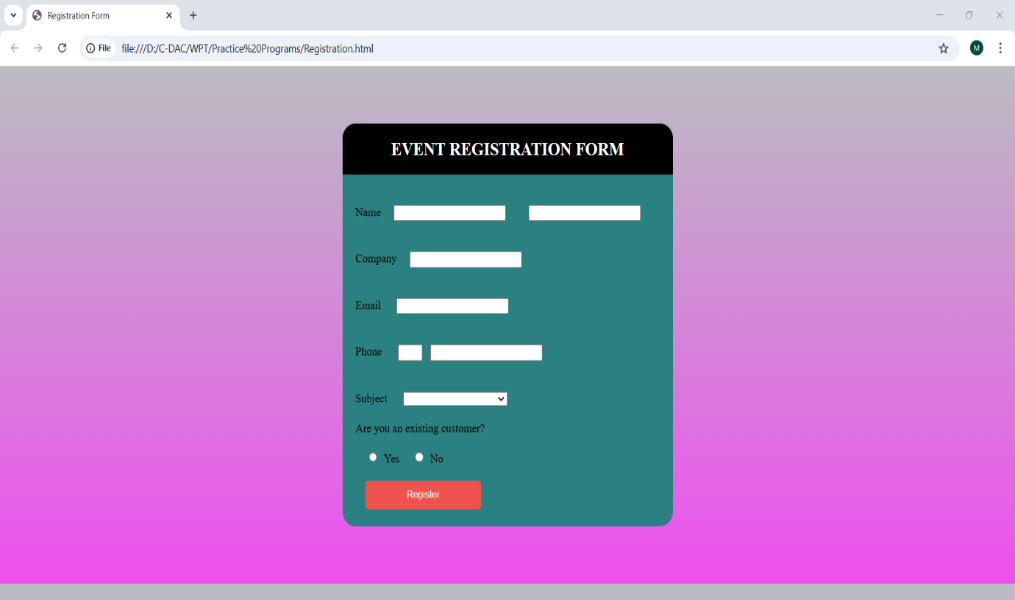 Registration Form
File file:///D:/C-DAC/WPT/Practice%20Programs/Registration.html
M
EVENT REGISTRATION FORM
Name
Company
Email
Phone
Subject
Are you an existing customer?
Yes No
Register